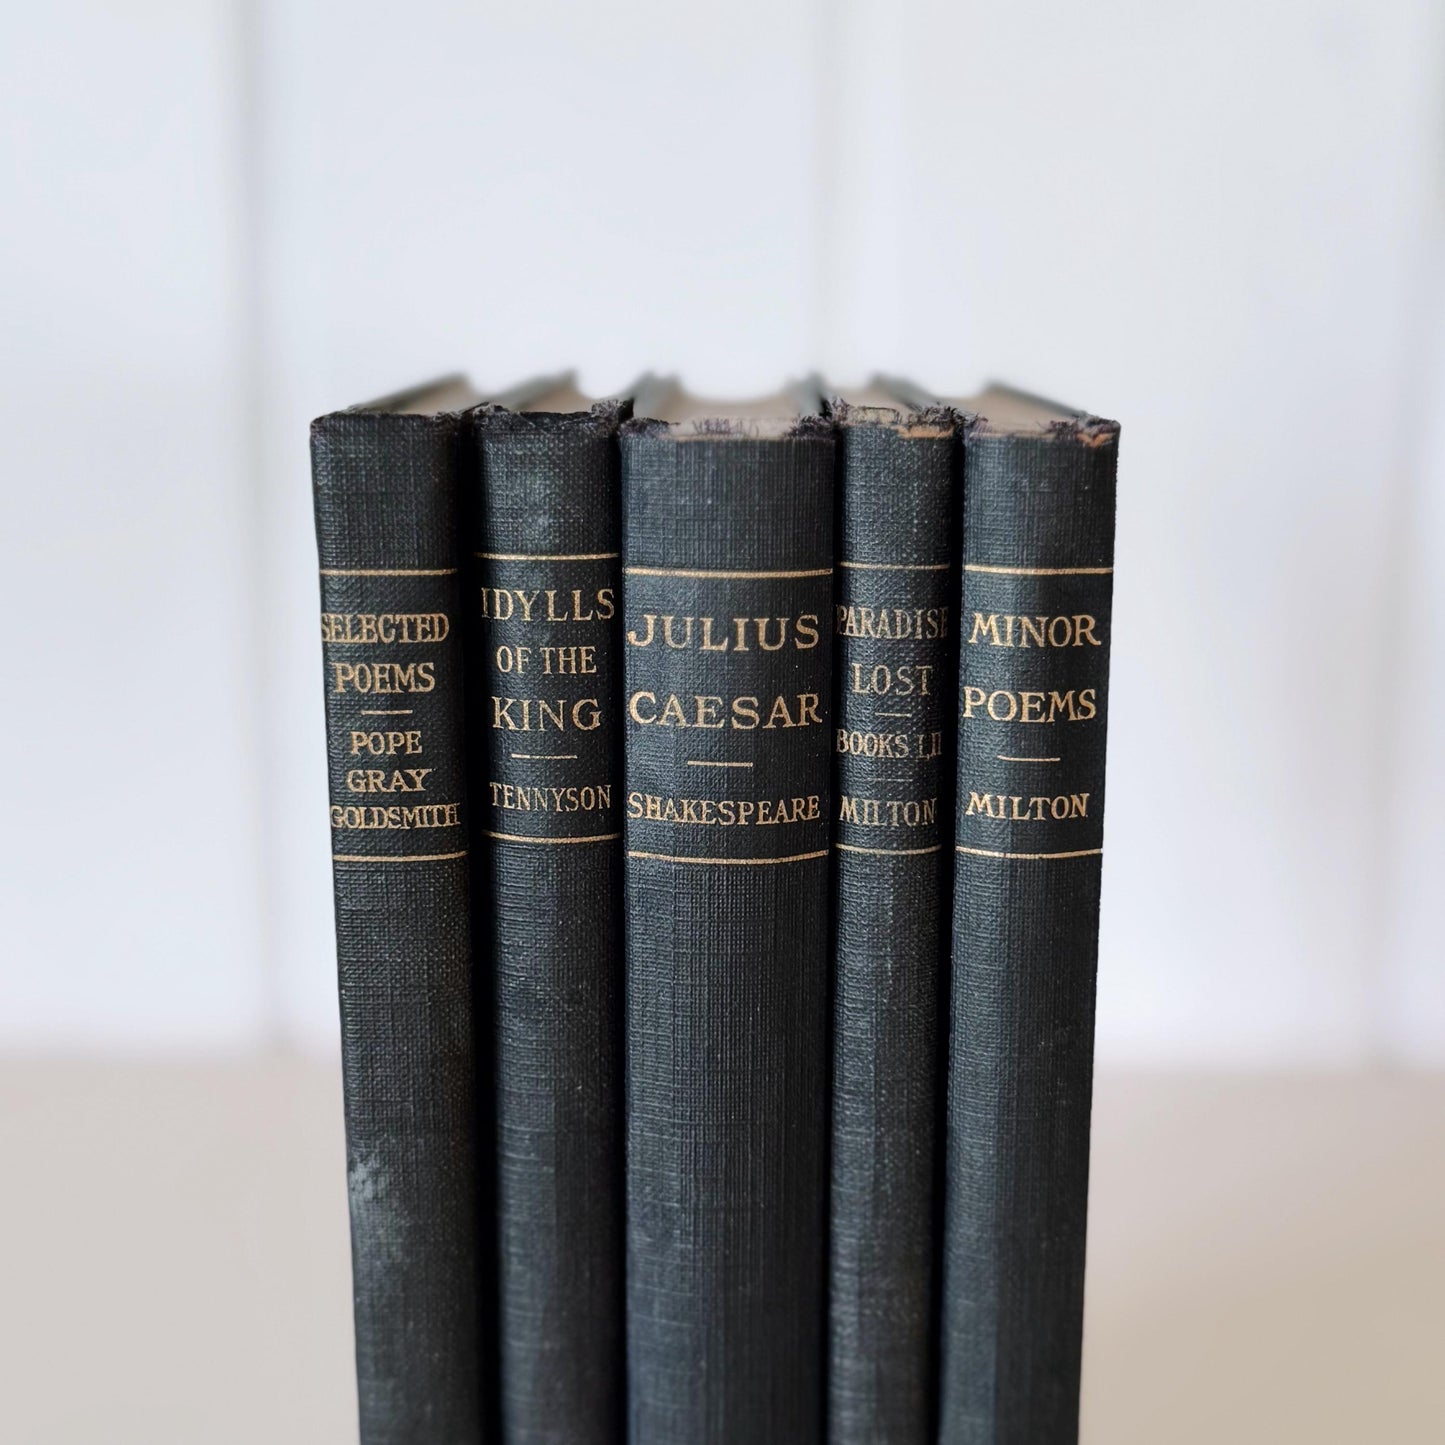 SELECTED
POEMS
POPE
GRAY
GOLDSMITH
IDYLLS
OF THE
KING
TENNYSON
JULIUS
CAESAR
SHAKESPEARE
PARADISE
LOST
BOOKS I,II
MILTON
MINOR
POEMS
MILTON